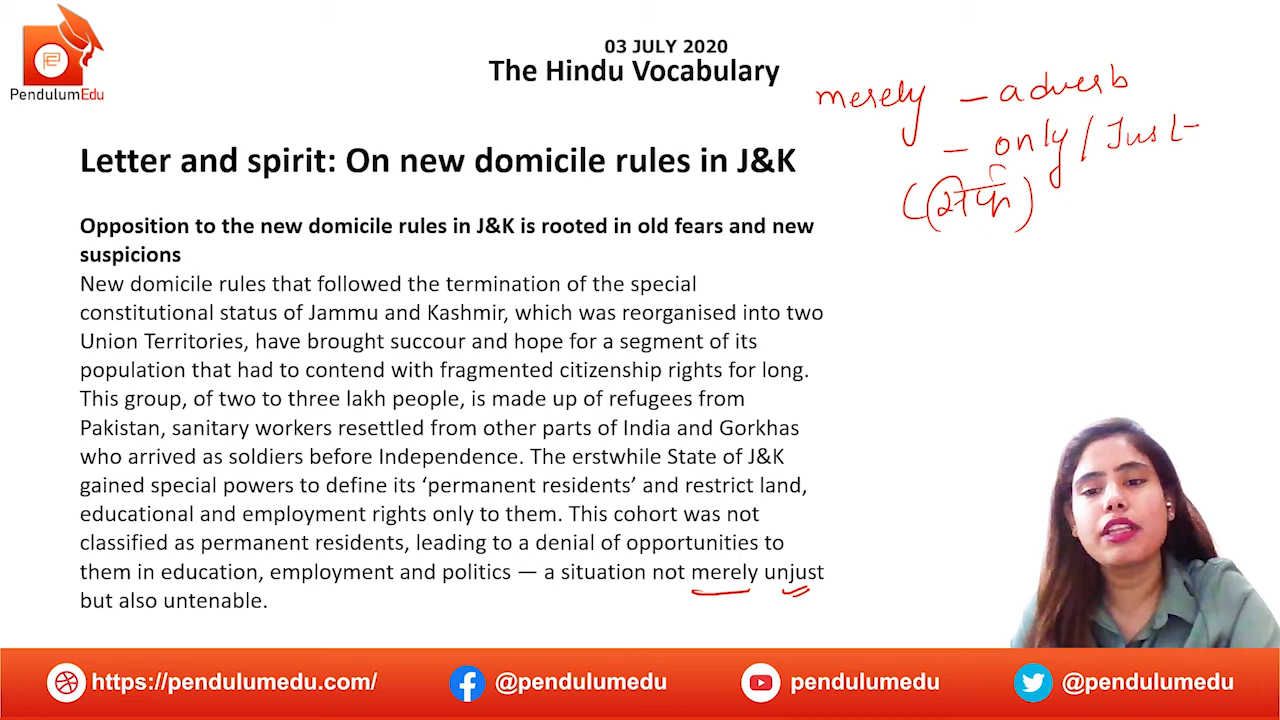 PendulumEdu
03 JULY 2020
The Hindu Vocabulary
merely – adverb
– only / Just
(सिर्फ)
Letter and spirit: On new domicile rules in J&K
Opposition to the new domicile rules in J&K is rooted in old fears and new
suspicions
New domicile rules that followed the termination of the special
constitutional status of Jammu and Kashmir, which was reorganised into two
Union Territories, have brought succour and hope for a segment of its
population that had to contend with fragmented citizenship rights for long.
This group, of two to three lakh people, is made up of refugees from
Pakistan, sanitary workers resettled from other parts of India and Gorkhas
who arrived as soldiers before Independence. The erstwhile State of J&K
gained special powers to define its ‘permanent residents’ and restrict land,
educational and employment rights only to them. This cohort was not
classified as permanent residents, leading to a denial of opportunities to
them in education, employment and politics — a situation not merely unjust
but also untenable.
https://pendulumedu.com/
@pendulumedu
pendulumedu
@pendulumedu